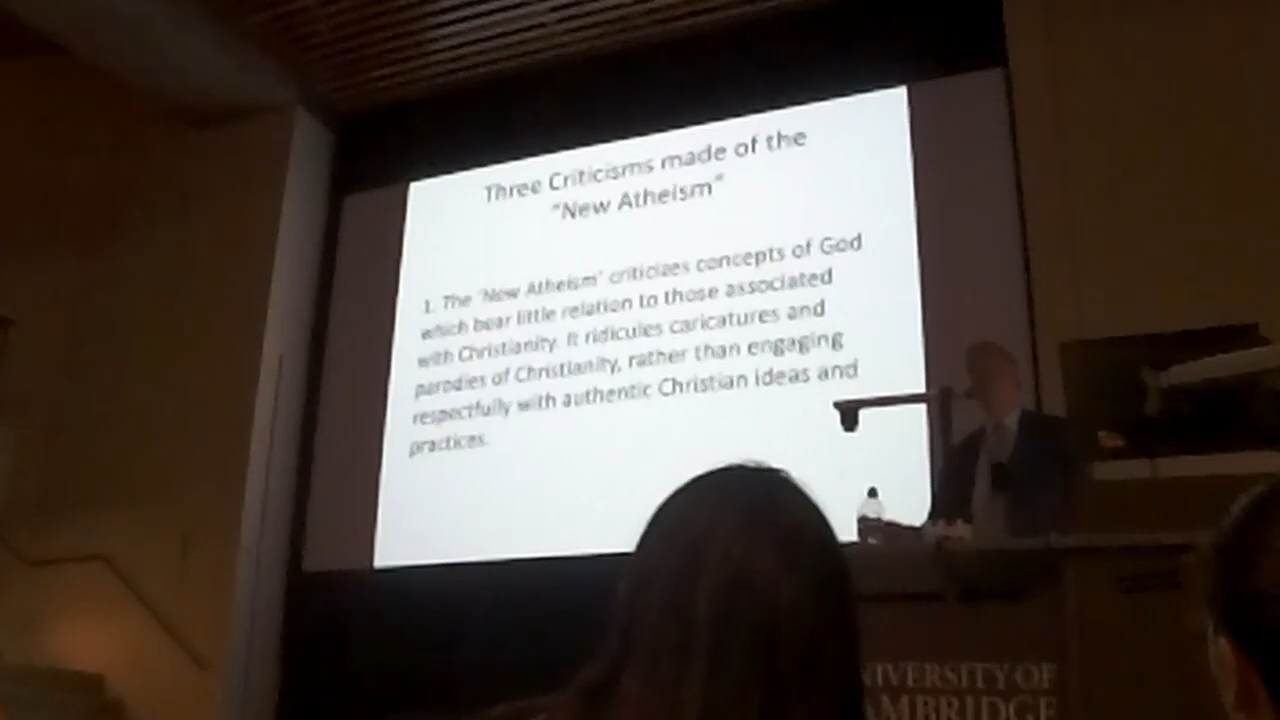 Three Criticisms made of the
"New Atheism"
1. The 'New Atheism' criticizes concepts of God
which bear little relation to those associated
with Christianity. It ridicules caricatures and
parodies of Christianity, rather than engaging
respectfully with authentic Christian ideas and
practices.
NIVERSITY OF
AMBRIDGE